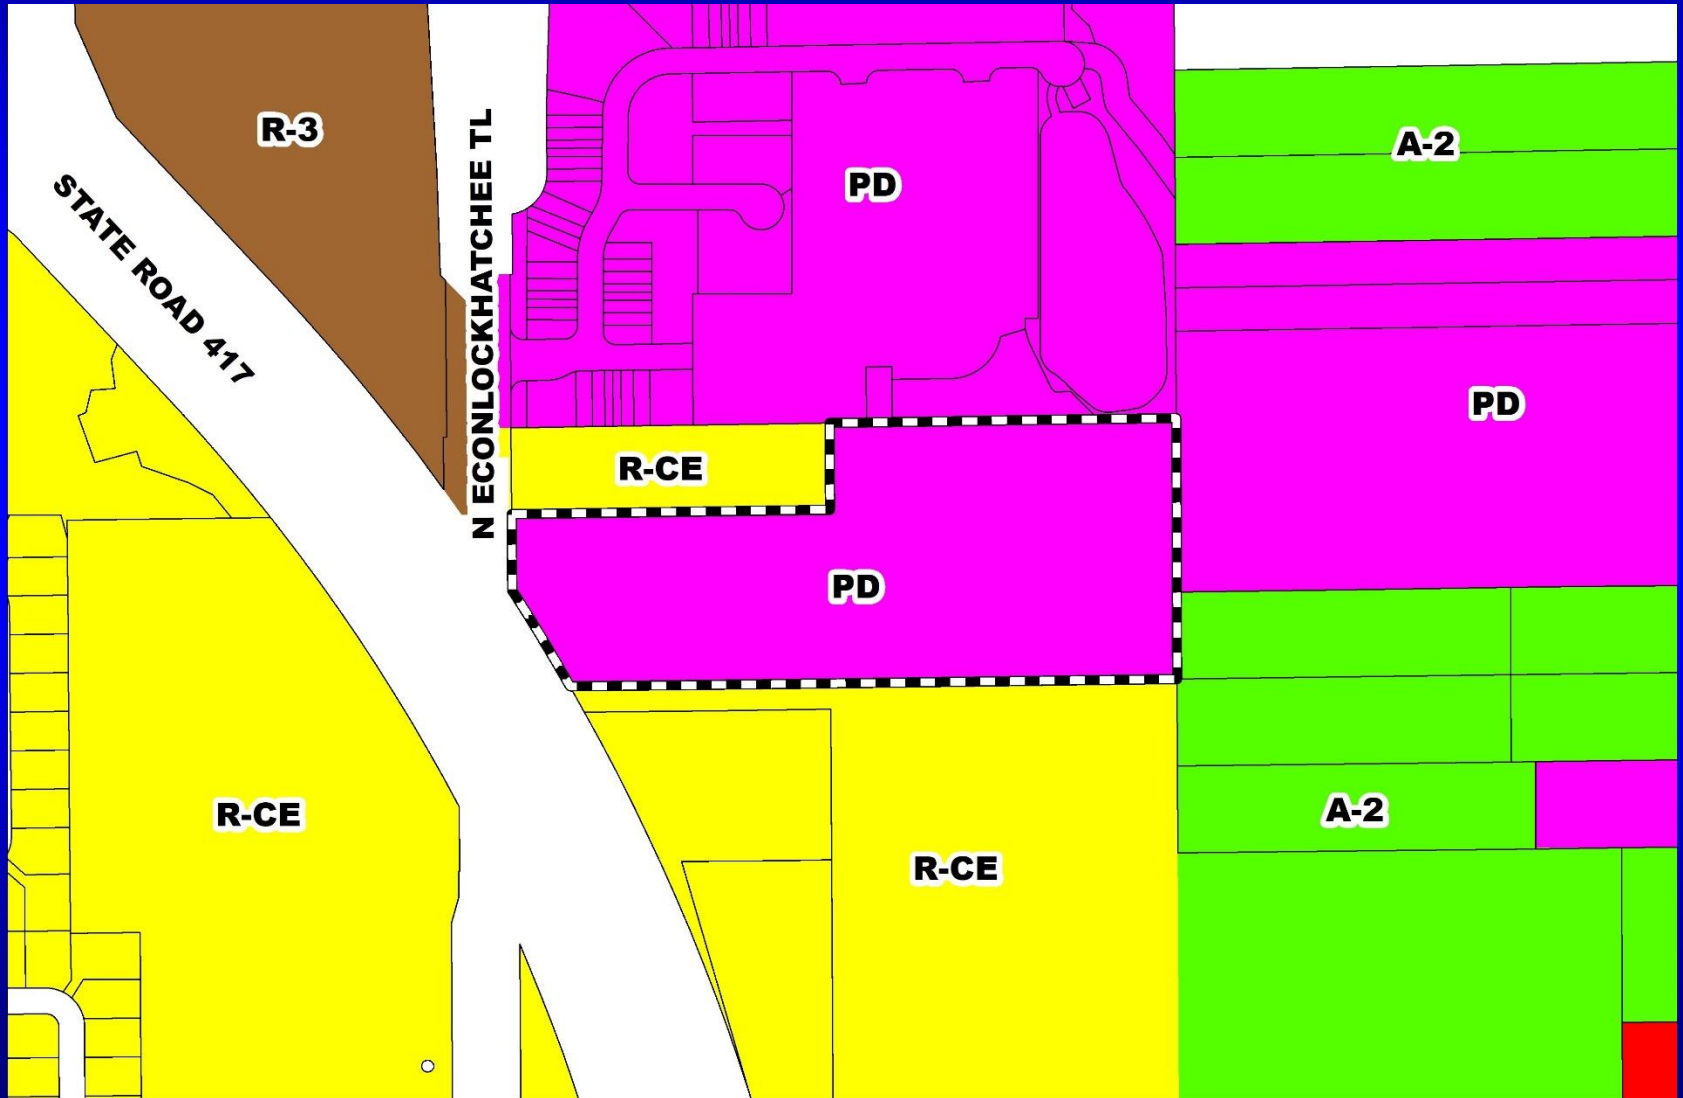 R-3
A-2
PD
STATE ROAD 417
N ECONLOCKHATCHEE TL
PD
R-CE
PD
R-CE
A-2
R-CE